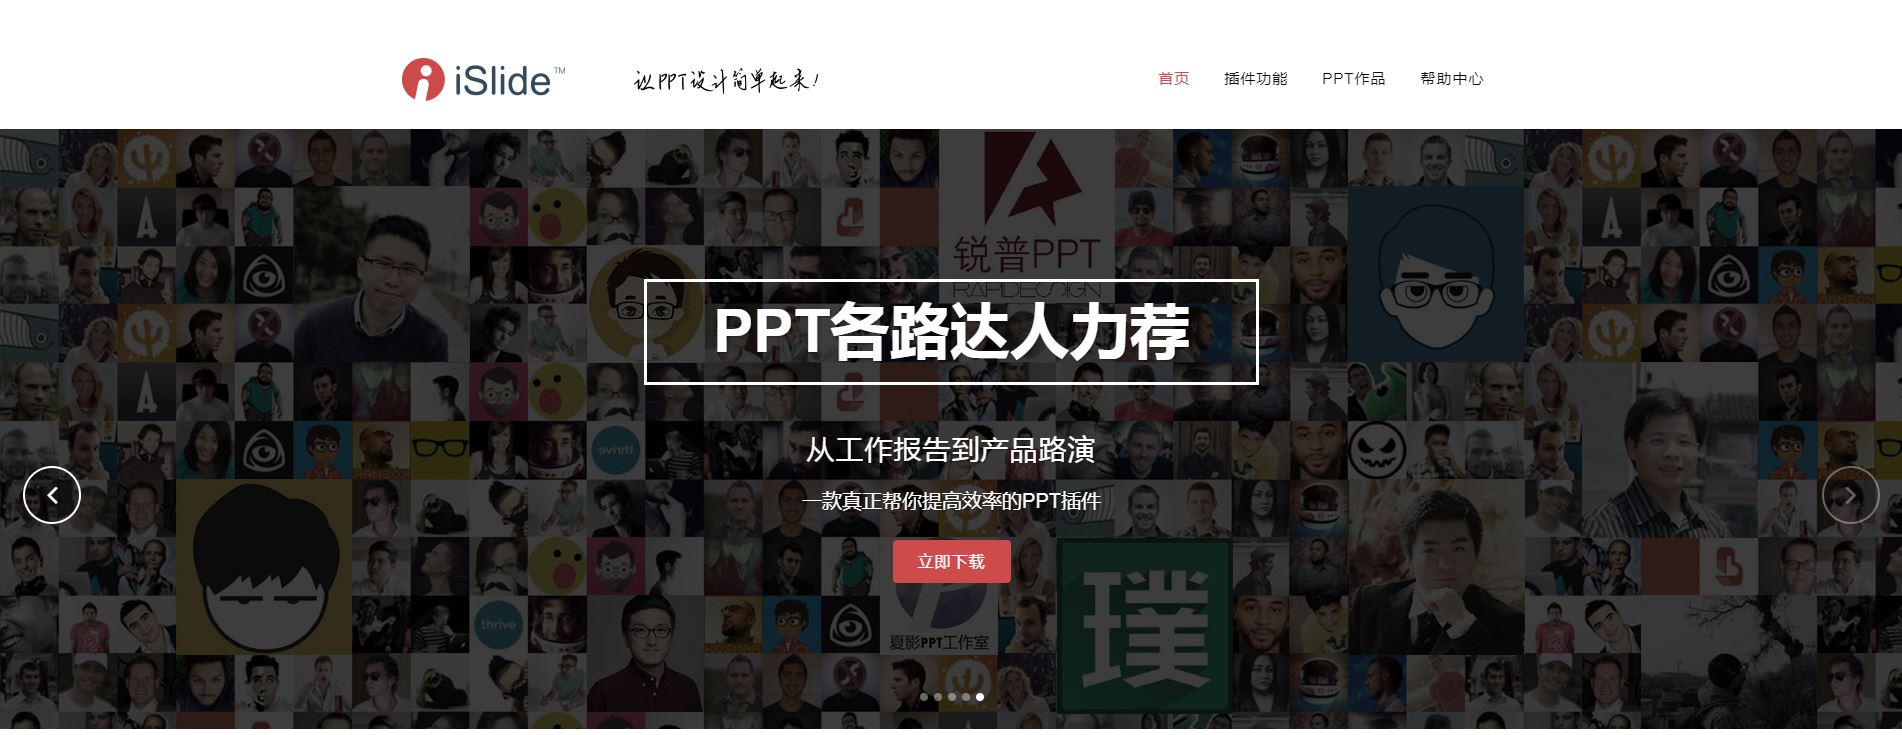 iSlide™
让PPT设计简单起来!
首页
插件功能
PPT作品
帮助中心
锐普PPT
RAPIDESIGN
PPT各路达人力荐
从工作报告到产品路演
一款真正帮你提高效率的PPT插件
立即下载
thrive
璞
夏影PPT工作室